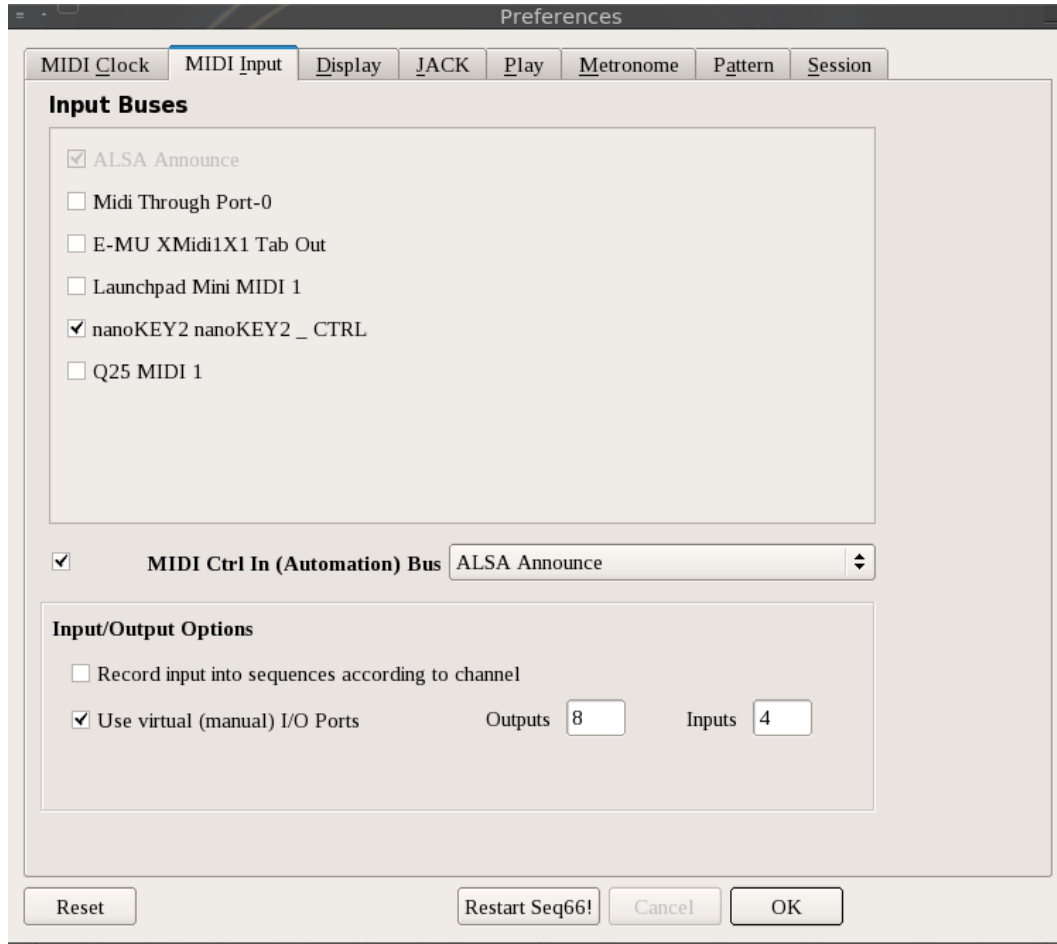 Preferences
MIDI Clock MIDI Input Display JACK Play Metronome Pattern Session
Input Buses
ALSA Announce
Midi Through Port-0
E-MU XMidi1X1 Tab Out
Launchpad Mini MIDI 1
nanoKEY2 nanoKEY2 _ CTRL
Q25 MIDI 1
MIDI Ctrl In (Automation) Bus ALSA Announce
Input/Output Options
Record input into sequences according to channel
Use virtual (manual) I/O Ports Outputs 8 Inputs 4
Reset Restart Seq66! Cancel OK